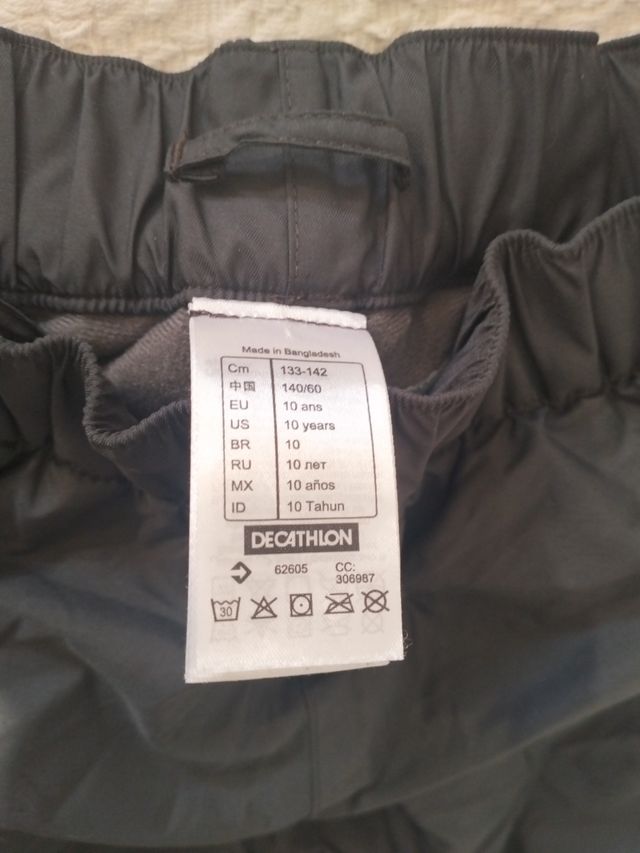 Made in Bangladesh
Cm 133-142
中国 140/60
EU 10 ans
US 10 years
BR 10
RU 10 лет
MX 10 años
ID 10 Tahun
DECATHLON
62605 CC:
306987
30